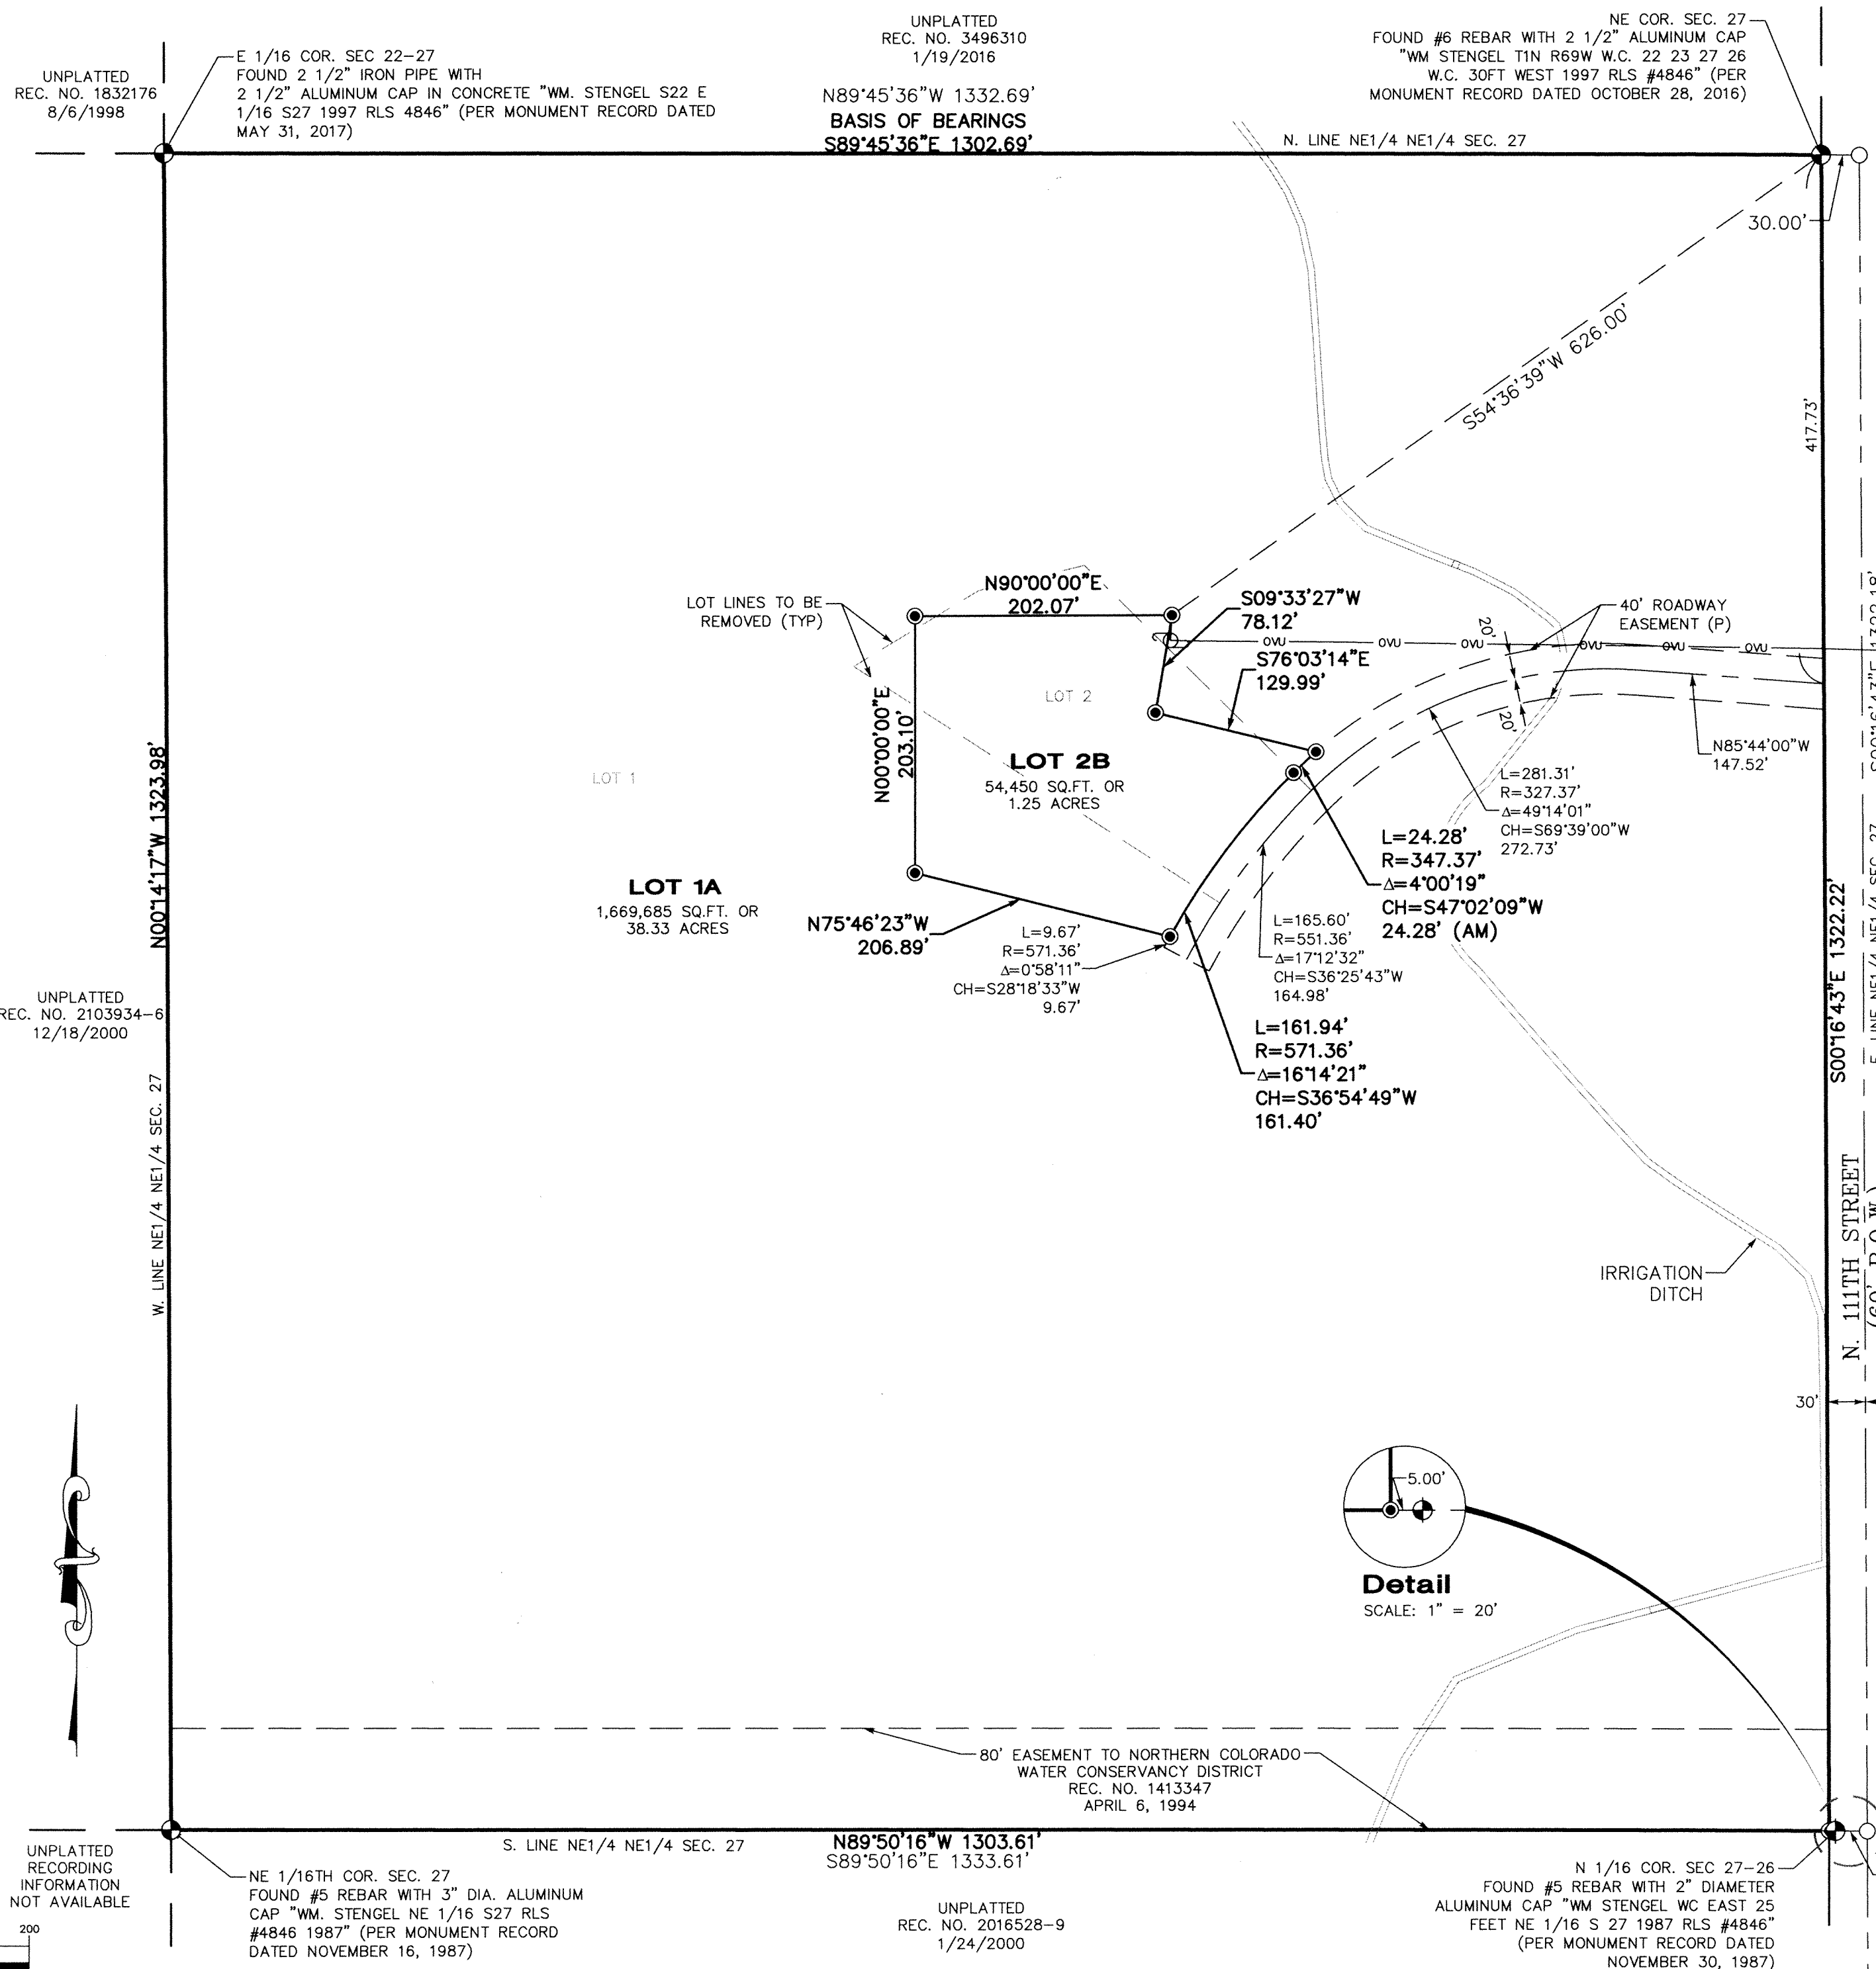 UNPLATTED
REC. NO. 3496310
1/19/2016
N89°45'36"W 1332.69'
BASIS OF BEARINGS
S89°45'36"E 1302.69'
UNPLATTED
REC. NO. 1832176
8/6/1998
E 1/16 COR. SEC 22-27
FOUND 2 1/2" IRON PIPE WITH
2 1/2" ALUMINUM CAP IN CONCRETE "WM. STENGEL S22 E
1/16 S27 1997 RLS 4846" (PER MONUMENT RECORD DATED
MAY 31, 2017)
NE COR. SEC. 27
FOUND #6 REBAR WITH 2 1/2" ALUMINUM CAP
"WM STENGEL T1N R69W W.C. 22 23 27 26
W.C. 30FT WEST 1997 RLS #4846" (PER
MONUMENT RECORD DATED OCTOBER 28, 2016)
N. LINE NE1/4 NE1/4 SEC. 27
30.00'
S54°36'39"W 626.00'
417.73'
LOT LINES TO BE
REMOVED (TYP)
N90°00'00"E
202.07'
S09°33'27"W
78.12'
OVU OVU OVU OVU OVU OVU
S76°03'14"E
129.99'
40' ROADWAY
EASEMENT (P)
20'
20'
N85°44'00"W
147.52'
LOT 2
N00°00'00"E
203.10'
LOT 2B
54,450 SQ.FT. OR
1.25 ACRES
LOT 1
L=281.31'
R=327.37'
Δ=49°14'01"
CH=S69°39'00"W
272.73'
L=24.28'
R=347.37'
Δ=4°00'19"
CH=S47°02'09"W
24.28' (AM)
LOT 1A
1,669,685 SQ.FT. OR
38.33 ACRES
N75°46'23"W
206.89'
L=9.67'
R=571.36'
Δ=0°58'11"
CH=S28°18'33"W
9.67'
L=165.60'
R=551.36'
Δ=17°12'32"
CH=S36°25'43"W
164.98'
L=161.94'
R=571.36'
Δ=16°14'21"
CH=S36°54'49"W
161.40'
N00°14'17"W 1323.98'
W. LINE NE1/4 NE1/4 SEC. 27
UNPLATTED
REC. NO. 2103934-6
12/18/2000
S00°16'43"E 1322.22'
S00°16'43"E 1322.18'
E. LINE NE1/4 NE1/4 SEC. 27
N. 111TH STREET
(60' R.O.W.)
IRRIGATION
DITCH
30'
5.00'
Detail
SCALE: 1" = 20'
80' EASEMENT TO NORTHERN COLORADO
WATER CONSERVANCY DISTRICT
REC. NO. 1413347
APRIL 6, 1994
S. LINE NE1/4 NE1/4 SEC. 27
N89°50'16"W 1303.61'
S89°50'16"E 1333.61'
UNPLATTED
RECORDING
INFORMATION
NOT AVAILABLE
200
NE 1/16TH COR. SEC. 27
FOUND #5 REBAR WITH 3" DIA. ALUMINUM
CAP "WM. STENGEL NE 1/16 S27 RLS
#4846 1987" (PER MONUMENT RECORD
DATED NOVEMBER 16, 1987)
UNPLATTED
REC. NO. 2016528-9
1/24/2000
N 1/16 COR. SEC 27-26
FOUND #5 REBAR WITH 2" DIAMETER
ALUMINUM CAP "WM STENGEL WC EAST 25
FEET NE 1/16 S 27 1987 RLS #4846"
(PER MONUMENT RECORD DATED
NOVEMBER 30, 1987)